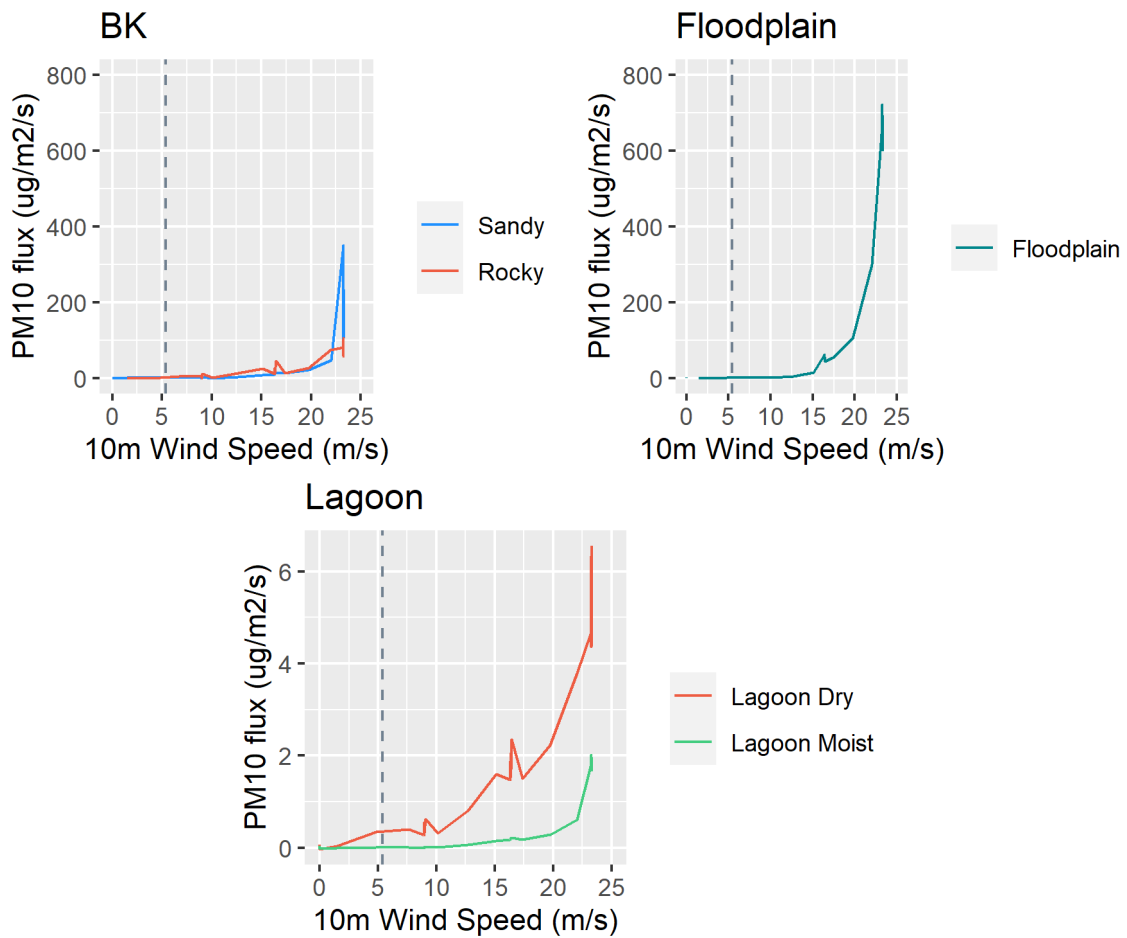 BK
PM10 flux (ug/m2/s)
800
600
400
200
0
0 5 10 15 20 25
10m Wind Speed (m/s)
Sandy
Rocky
Floodplain
PM10 flux (ug/m2/s)
800
600
400
200
0
0 5 10 15 20 25
10m Wind Speed (m/s)
Floodplain
Lagoon
PM10 flux (ug/m2/s)
6
4
2
0
0 5 10 15 20 25
10m Wind Speed (m/s)
Lagoon Dry
Lagoon Moist